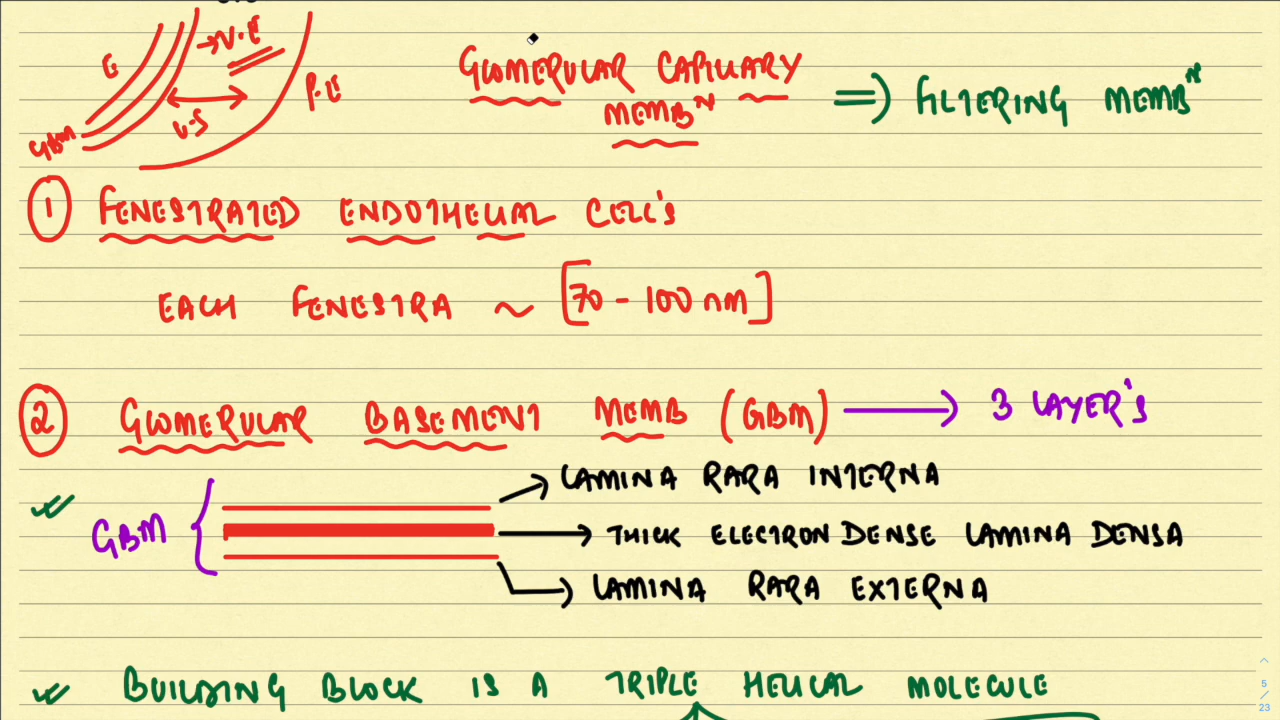 E
→V.E
P.E
U.S
GBM
GLOMERULAR CAPILLARY
MEMBⁿ
⇒ FILTERING MEMBⁿ
① FENESTRATED ENDOTHELIAL CELL'S
EACH FENESTRA ~ [70 - 100 nm]
② GLOMERULAR BASEMENT MEMB (GBM) → 3 LAYER'S
LAMINA RARA INTERNA
GBM { → THICK ELECTRON DENSE LAMINA DENSA
LAMINA RARA EXTERNA
BUILDING BLOCK IS A TRIPLE HELICAL MOLECULE
5
/
23